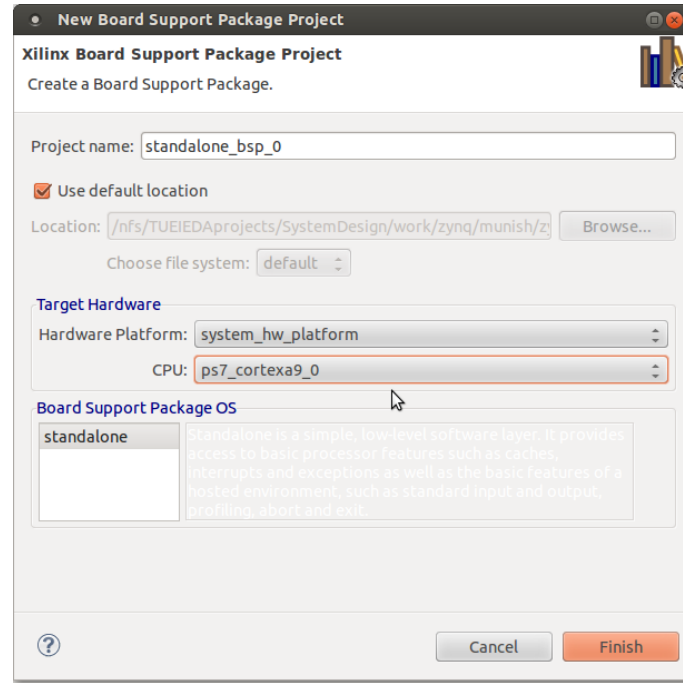 New Board Support Package Project
Xilinx Board Support Package Project
Create a Board Support Package.
Project name: standalone_bsp_0
Use default location
Location: /nfs/TUEIEDAprojects/SystemDesign/work/zynq/munish/zy Browse...
Choose file system: default
Target Hardware
Hardware Platform: system_hw_platform
CPU: ps7_cortexa9_0
Board Support Package OS
standalone
Standalone is a simple, low-level software layer. It provides
access to basic processor features such as caches,
interrupts and exceptions as well as the basic features of a
hosted environment, such as standard input and output,
profiling, abort and exit.
Cancel Finish